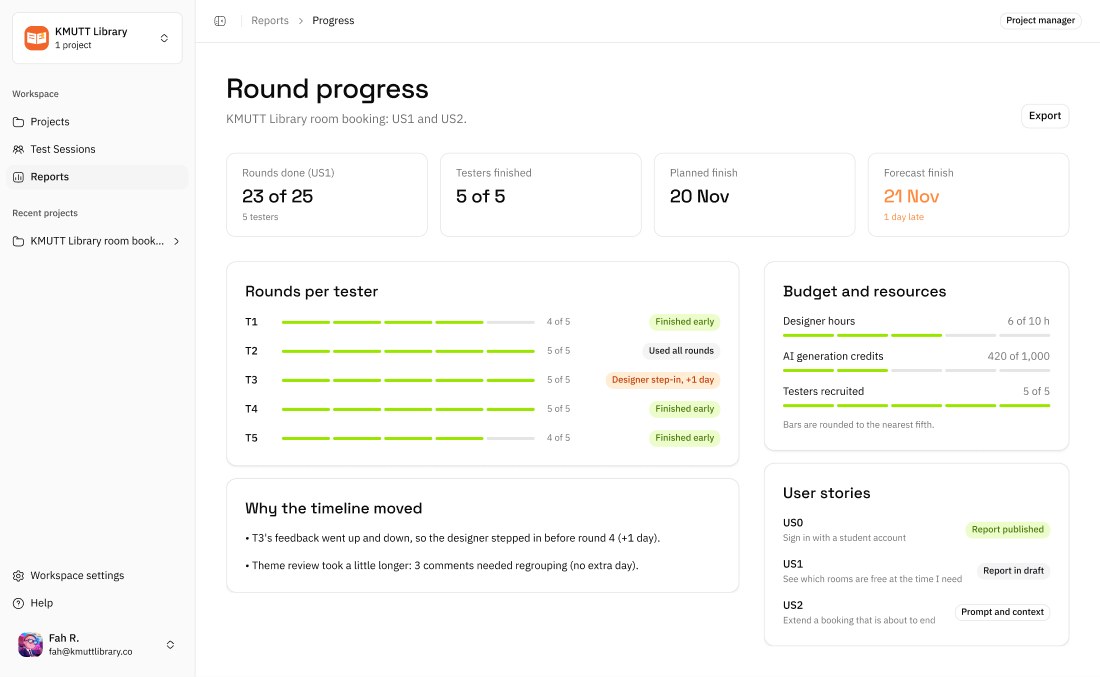 KMUTT Library
1 project
Workspace
Projects
Test Sessions
Reports
Recent projects
KMUTT Library room book...
Workspace settings
Help
Fah R.
fah@kmuttlibrary.co
Reports > Progress
Project manager
Round progress
KMUTT Library room booking: US1 and US2.
Export
Rounds done (US1)
23 of 25
5 testers
Testers finished
5 of 5
Planned finish
20 Nov
Forecast finish
21 Nov
1 day late
Rounds per tester
T1 4 of 5 Finished early
T2 5 of 5 Used all rounds
T3 5 of 5 Designer step-in, +1 day
T4 5 of 5 Finished early
T5 4 of 5 Finished early
Why the timeline moved
• T3's feedback went up and down, so the designer stepped in before round 4 (+1 day).
• Theme review took a little longer: 3 comments needed regrouping (no extra day).
Budget and resources
Designer hours 6 of 10 h
AI generation credits 420 of 1,000
Testers recruited 5 of 5
Bars are rounded to the nearest fifth.
User stories
US0
Sign in with a student account
Report published
US1
See which rooms are free at the time I need
Report in draft
US2
Extend a booking that is about to end
Prompt and context